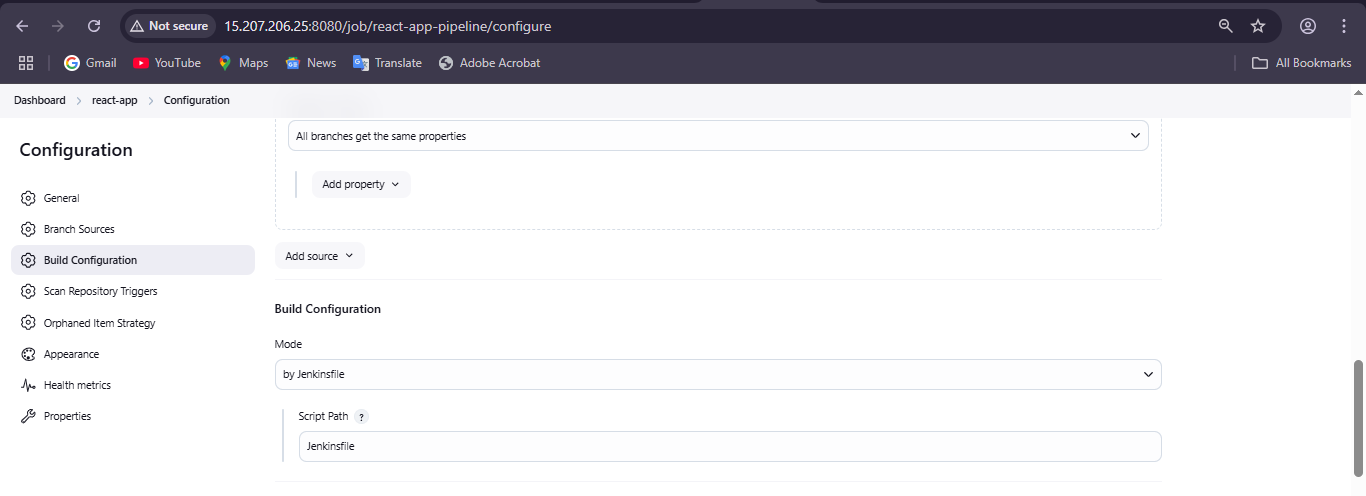 Not secure 15.207.206.25:8080/job/react-app-pipeline/configure
Gmail YouTube Maps News Translate Adobe Acrobat All Bookmarks
Dashboard react-app Configuration
Configuration
General
Branch Sources
Build Configuration
Scan Repository Triggers
Orphaned Item Strategy
Appearance
Health metrics
Properties
All branches get the same properties
Add property
Add source
Build Configuration
Mode
by Jenkinsfile
Script Path ?
Jenkinsfile